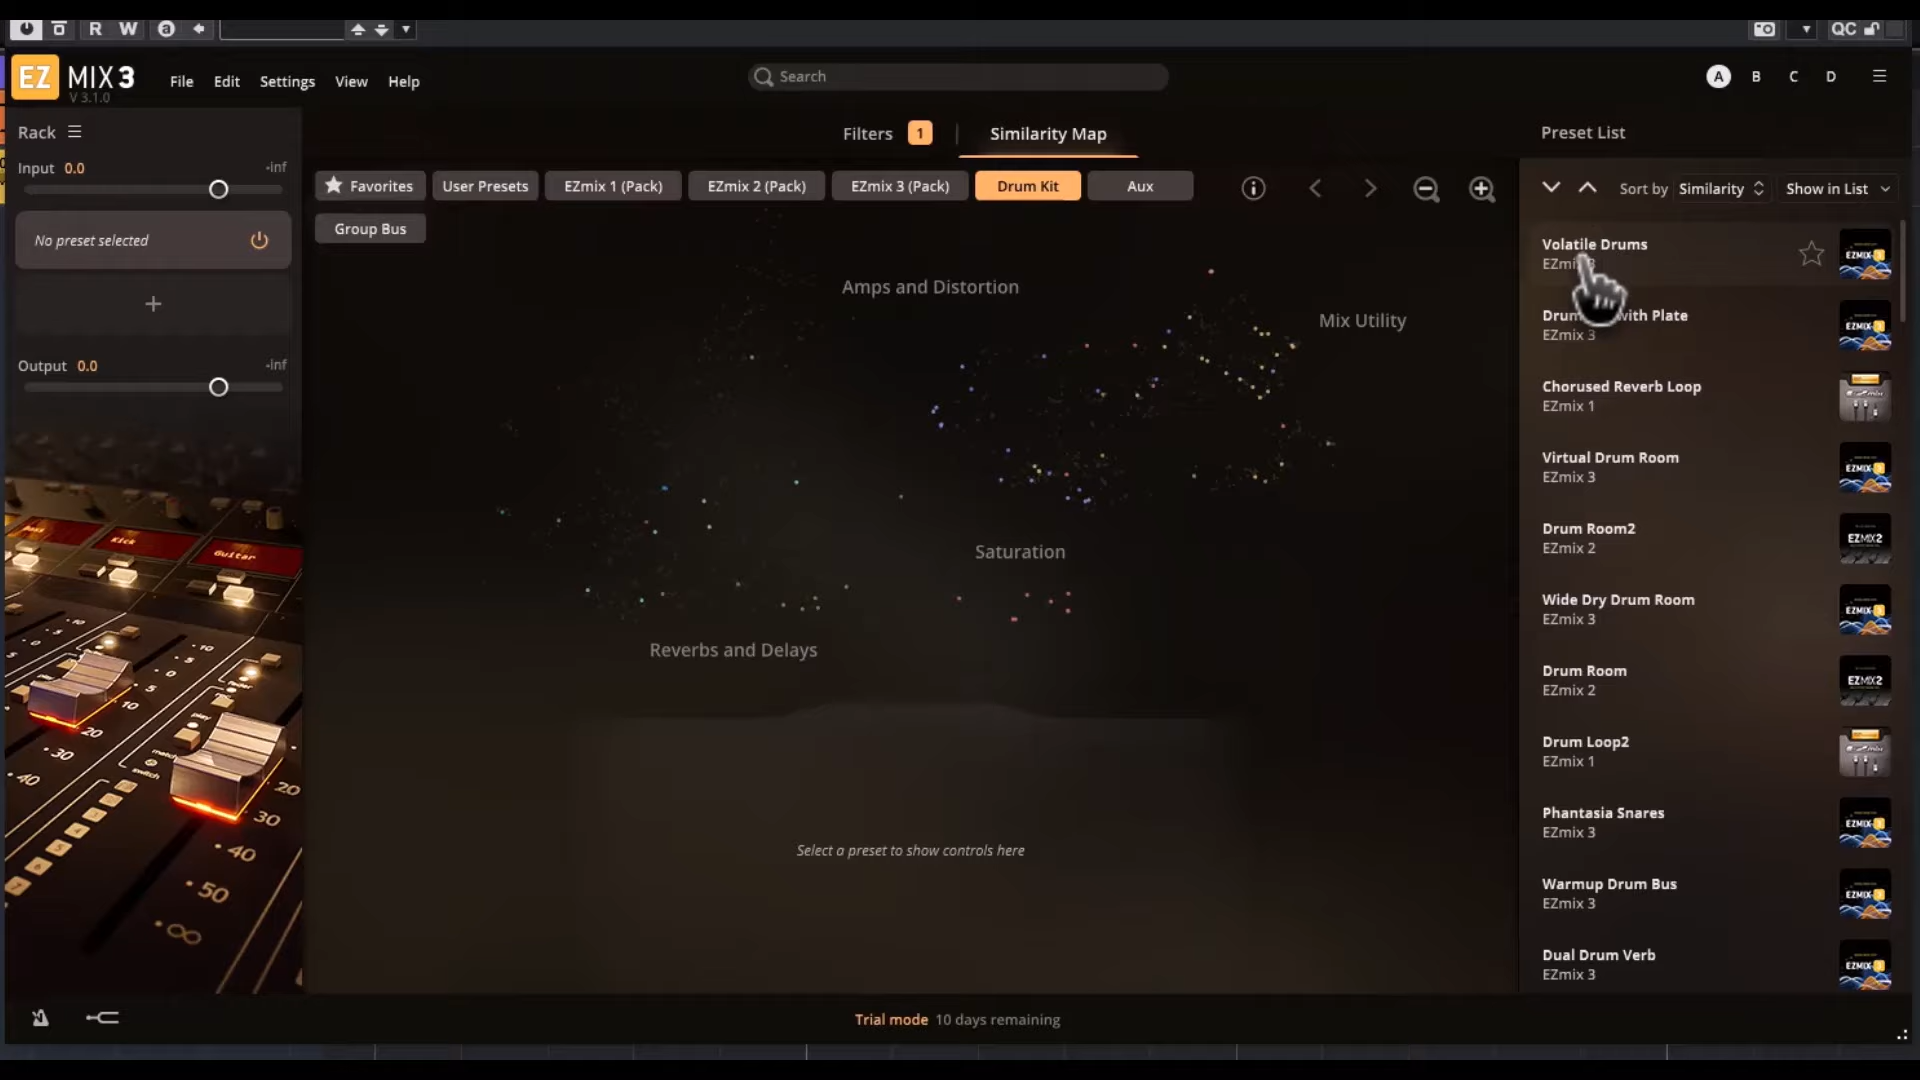 R W a QC
EZ MIX 3
V 3.1.0
File Edit Settings View Help
Search
A B C D
Rack
Filters 1
Similarity Map
Preset List
Input 0.0 -inf
Favorites
User Presets
EZmix 1 (Pack)
EZmix 2 (Pack)
EZmix 3 (Pack)
Drum Kit
Aux
Group Bus
Sort by Similarity
Show in List
No preset selected
+
Output 0.0 -inf
Amps and Distortion
Mix Utility
Saturation
Reverbs and Delays
Select a preset to show controls here
Volatile Drums
Drum with Plate
EZmix 3
Chorused Reverb Loop
EZmix 1
Virtual Drum Room
EZmix 3
Drum Room2
EZmix 2
Wide Dry Drum Room
EZmix 3
Drum Room
EZmix 2
Drum Loop2
EZmix 1
Phantasia Snares
EZmix 3
Warmup Drum Bus
EZmix 3
Dual Drum Verb
EZmix 3
Kick
Guitar
Trial mode 10 days remaining